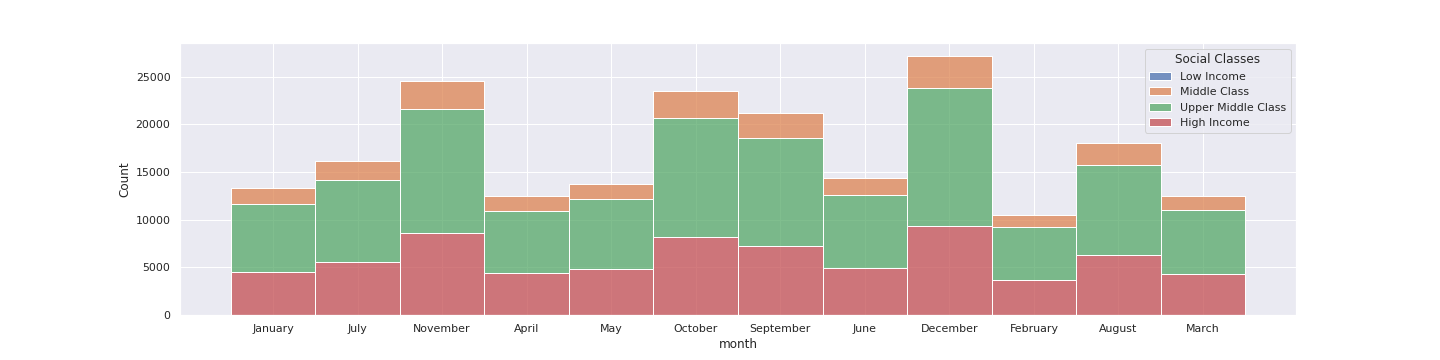 Social Classes
Low Income
Middle Class
Upper Middle Class
High Income
Count
25000
20000
15000
10000
5000
0
January July November April May October September June December February August March
month